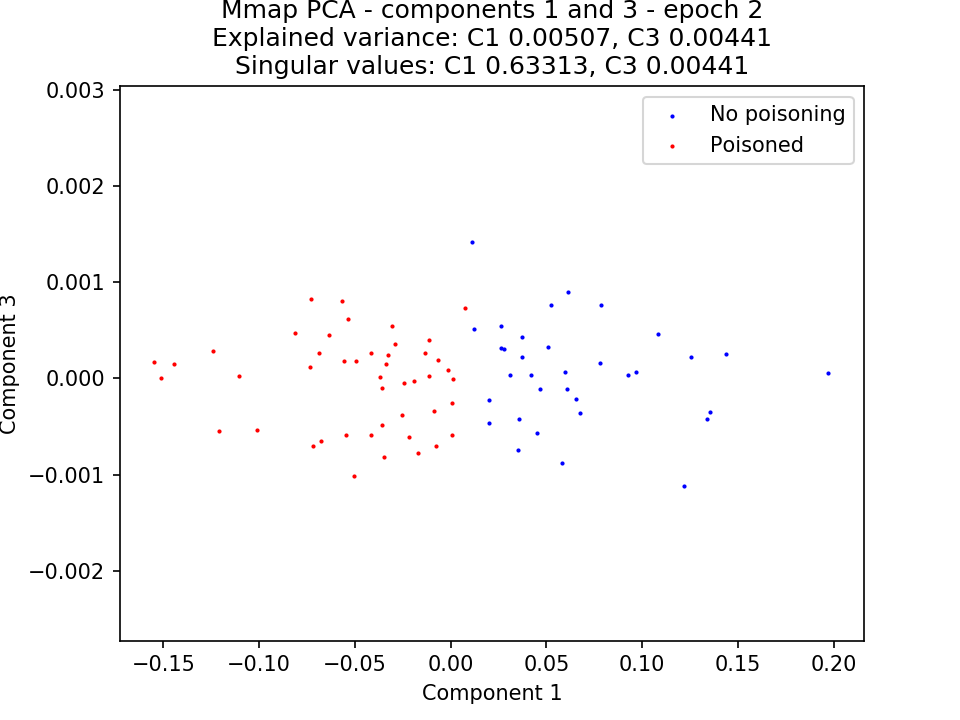 Mmap PCA - components 1 and 3 - epoch 2
Explained variance: C1 0.00507, C3 0.00441
Singular values: C1 0.63313, C3 0.00441
No poisoning
Poisoned
0.003
0.002
0.001
0.000
−0.001
−0.002
Component 3
−0.15
−0.10
−0.05
0.00
0.05
0.10
0.15
0.20
Component 1